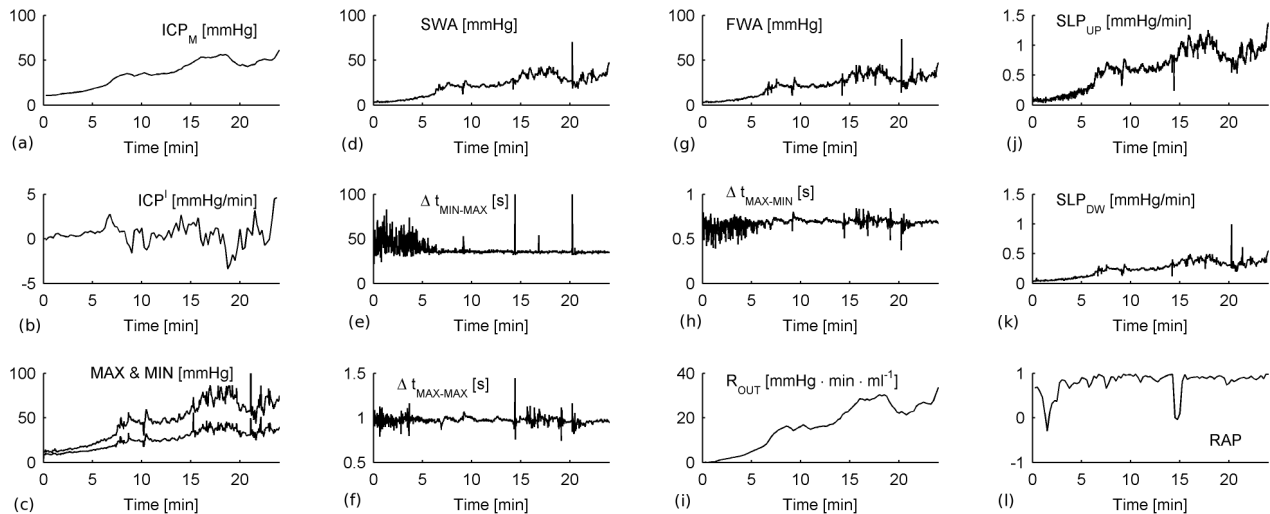 ICP_M [mmHg]
100
50
0
0 5 10 15 20
Time [min]
(a)
SWA [mmHg]
100
50
0
0 5 10 15 20
Time [min]
(d)
FWA [mmHg]
100
50
0
0 5 10 15 20
Time [min]
(g)
SLP_UP [mmHg/min]
1.5
1
0.5
0
0 5 10 15 20
Time [min]
(j)
ICP^I [mmHg/min]
5
0
-5
0 5 10 15 20
Time [min]
(b)
Δ t_MIN-MAX [s]
100
50
0
0 5 10 15 20
Time [min]
(e)
Δ t_MAX-MIN [s]
1
0.5
0
0 5 10 15 20
Time [min]
(h)
SLP_DW [mmHg/min]
1.5
1
0.5
0
0 5 10 15 20
Time [min]
(k)
MAX & MIN [mmHg]
100
50
0
0 5 10 15 20
Time [min]
(c)
Δ t_MAX-MAX [s]
1.5
1
0.5
0 5 10 15 20
Time [min]
(f)
R_OUT [mmHg · min · ml^-1]
40
20
0
0 5 10 15 20
Time [min]
(i)
1
0
-1
RAP
0 5 10 15 20
Time [min]
(l)